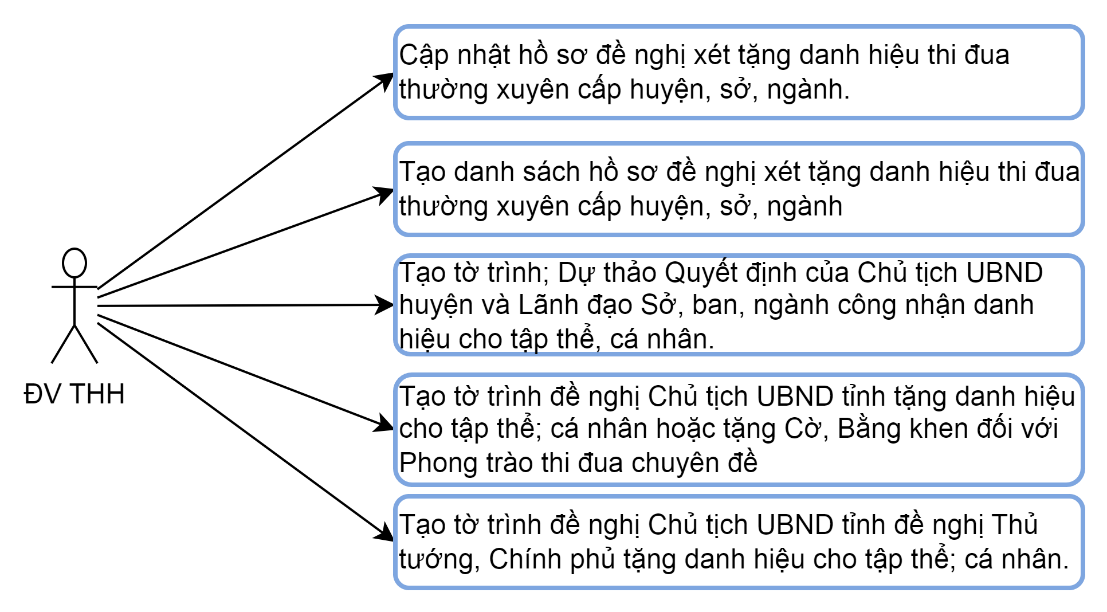 Cập nhật hồ sơ đề nghị xét tặng danh hiệu thi đua
thường xuyên cấp huyện, sở, ngành.
Tạo danh sách hồ sơ đề nghị xét tặng danh hiệu thi đua
thường xuyên cấp huyện, sở, ngành
Tạo tờ trình; Dự thảo Quyết định của Chủ tịch UBND
huyện và Lãnh đạo Sở, ban, ngành công nhận danh
hiệu cho tập thể, cá nhân.
Tạo tờ trình đề nghị Chủ tịch UBND tỉnh tặng danh hiệu
cho tập thể; cá nhân hoặc tặng Cờ, Bằng khen đối với
Phong trào thi đua chuyên đề
Tạo tờ trình đề nghị Chủ tịch UBND tỉnh đề nghị Thủ
tướng, Chính phủ tặng danh hiệu cho tập thể; cá nhân.
ĐV THH